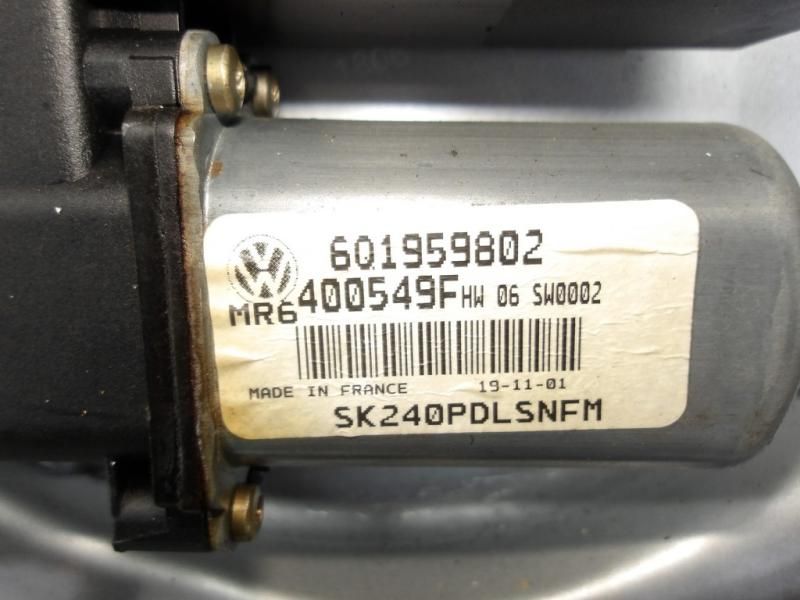 6Q1959802
MR6400549F HW 06 SW0002
MADE IN FRANCE 19-11-01
SK240PDLSNFM